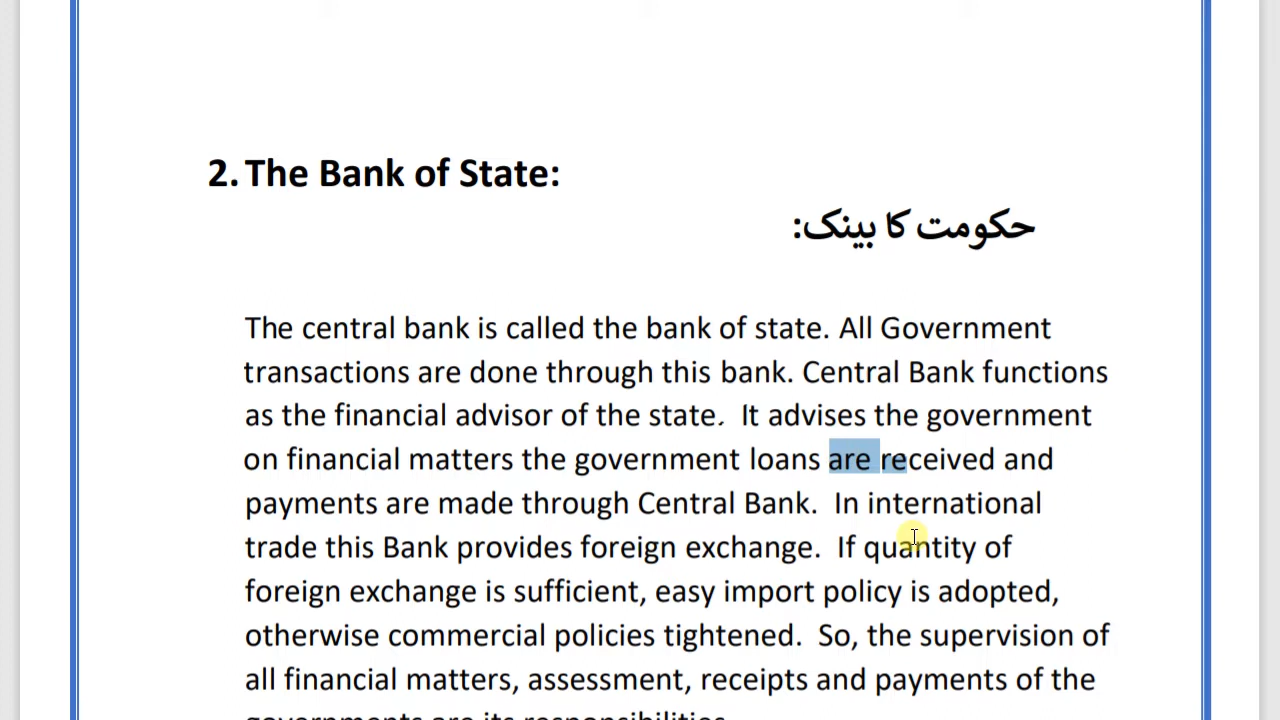 2. The Bank of State:
حکومت کا بینک:
The central bank is called the bank of state. All Government
transactions are done through this bank. Central Bank functions
as the financial advisor of the state. It advises the government
on financial matters the government loans are received and
payments are made through Central Bank. In international
trade this Bank provides foreign exchange. If quantity of
foreign exchange is sufficient, easy import policy is adopted,
otherwise commercial policies tightened. So, the supervision of
all financial matters, assessment, receipts and payments of the
governments are its responsibilities.